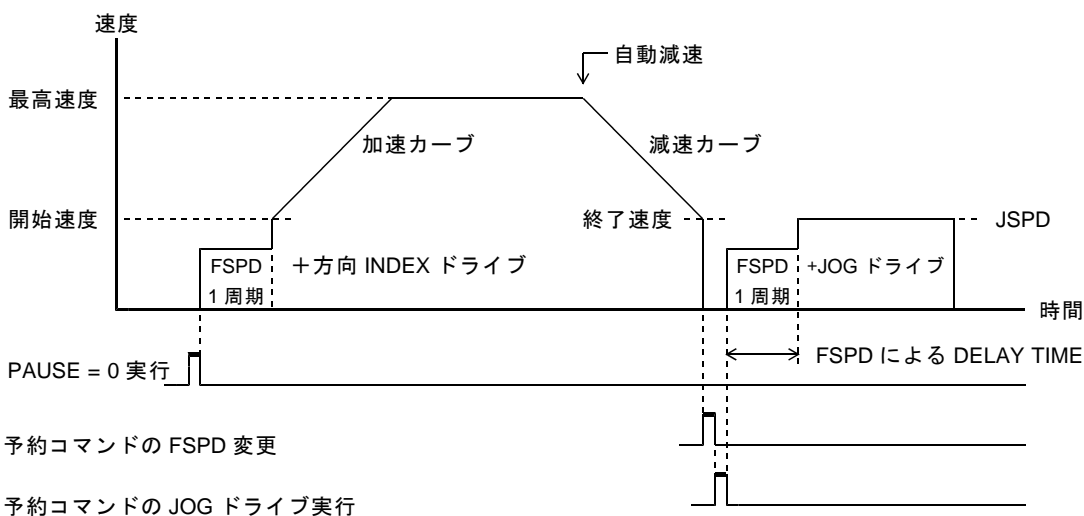 速度
自動減速
最高速度
加速カーブ
減速カーブ
開始速度
終了速度
JSPD
FSPD
1 周期
＋方向 INDEX ドライブ
FSPD
1 周期
+JOG ドライブ
時間
FSPD による DELAY TIME
PAUSE = 0 実行
予約コマンドの FSPD 変更
予約コマンドの JOG ドライブ実行